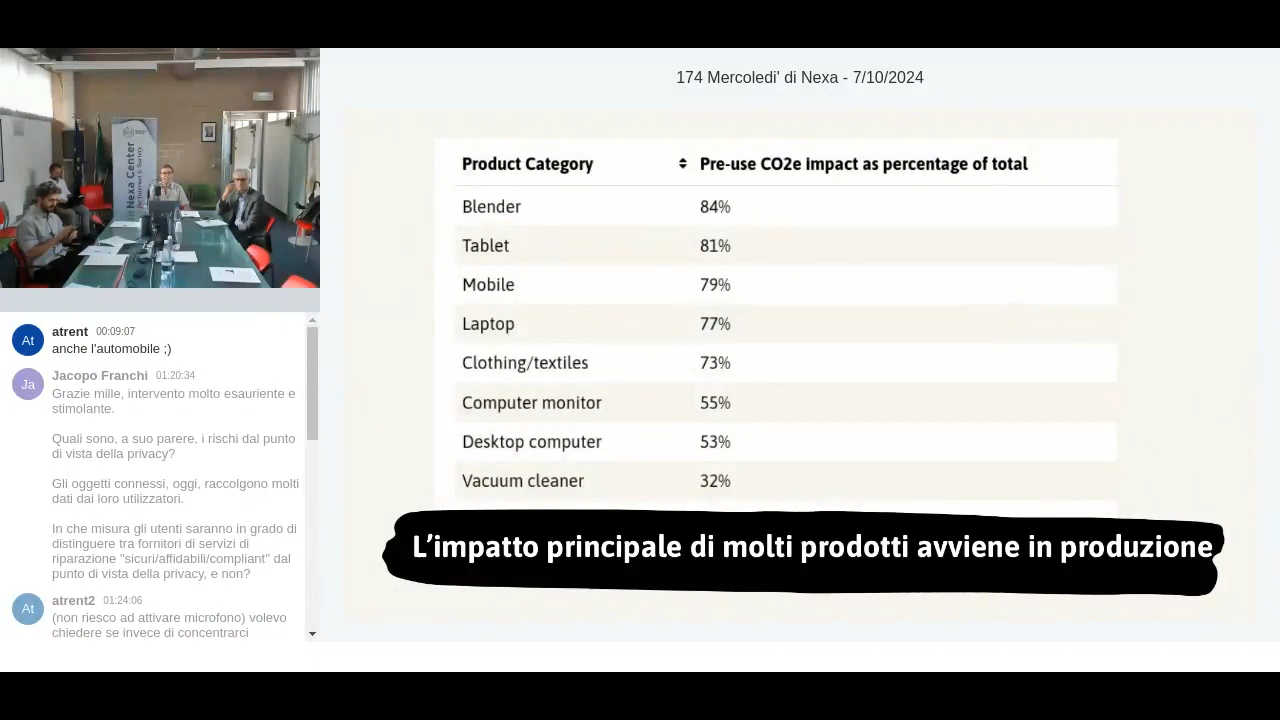 174 Mercoledi' di Nexa - 7/10/2024
Nexa Center
atrent 00:09:07
anche l'automobile ;)
Jacopo Franchi 01:20:34
Grazie mille, intervento molto esauriente e
stimolante.
Quali sono, a suo parere, i rischi dal punto
di vista della privacy?
Gli oggetti connessi, oggi, raccolgono molti
dati dai loro utilizzatori.
In che misura gli utenti saranno in grado di
distinguere tra fornitori di servizi di
riparazione "sicuri/affidabili/compliant" dal
punto di vista della privacy, e non?
atrent2 01:24:06
(non riesco ad attivare microfono) volevo
chiedere se invece di concentrarci
At
Ja
At
Product Category Pre-use CO2e impact as percentage of total
Blender 84%
Tablet 81%
Mobile 79%
Laptop 77%
Clothing/textiles 73%
Computer monitor 55%
Desktop computer 53%
Vacuum cleaner 32%
L'impatto principale di molti prodotti avviene in produzione